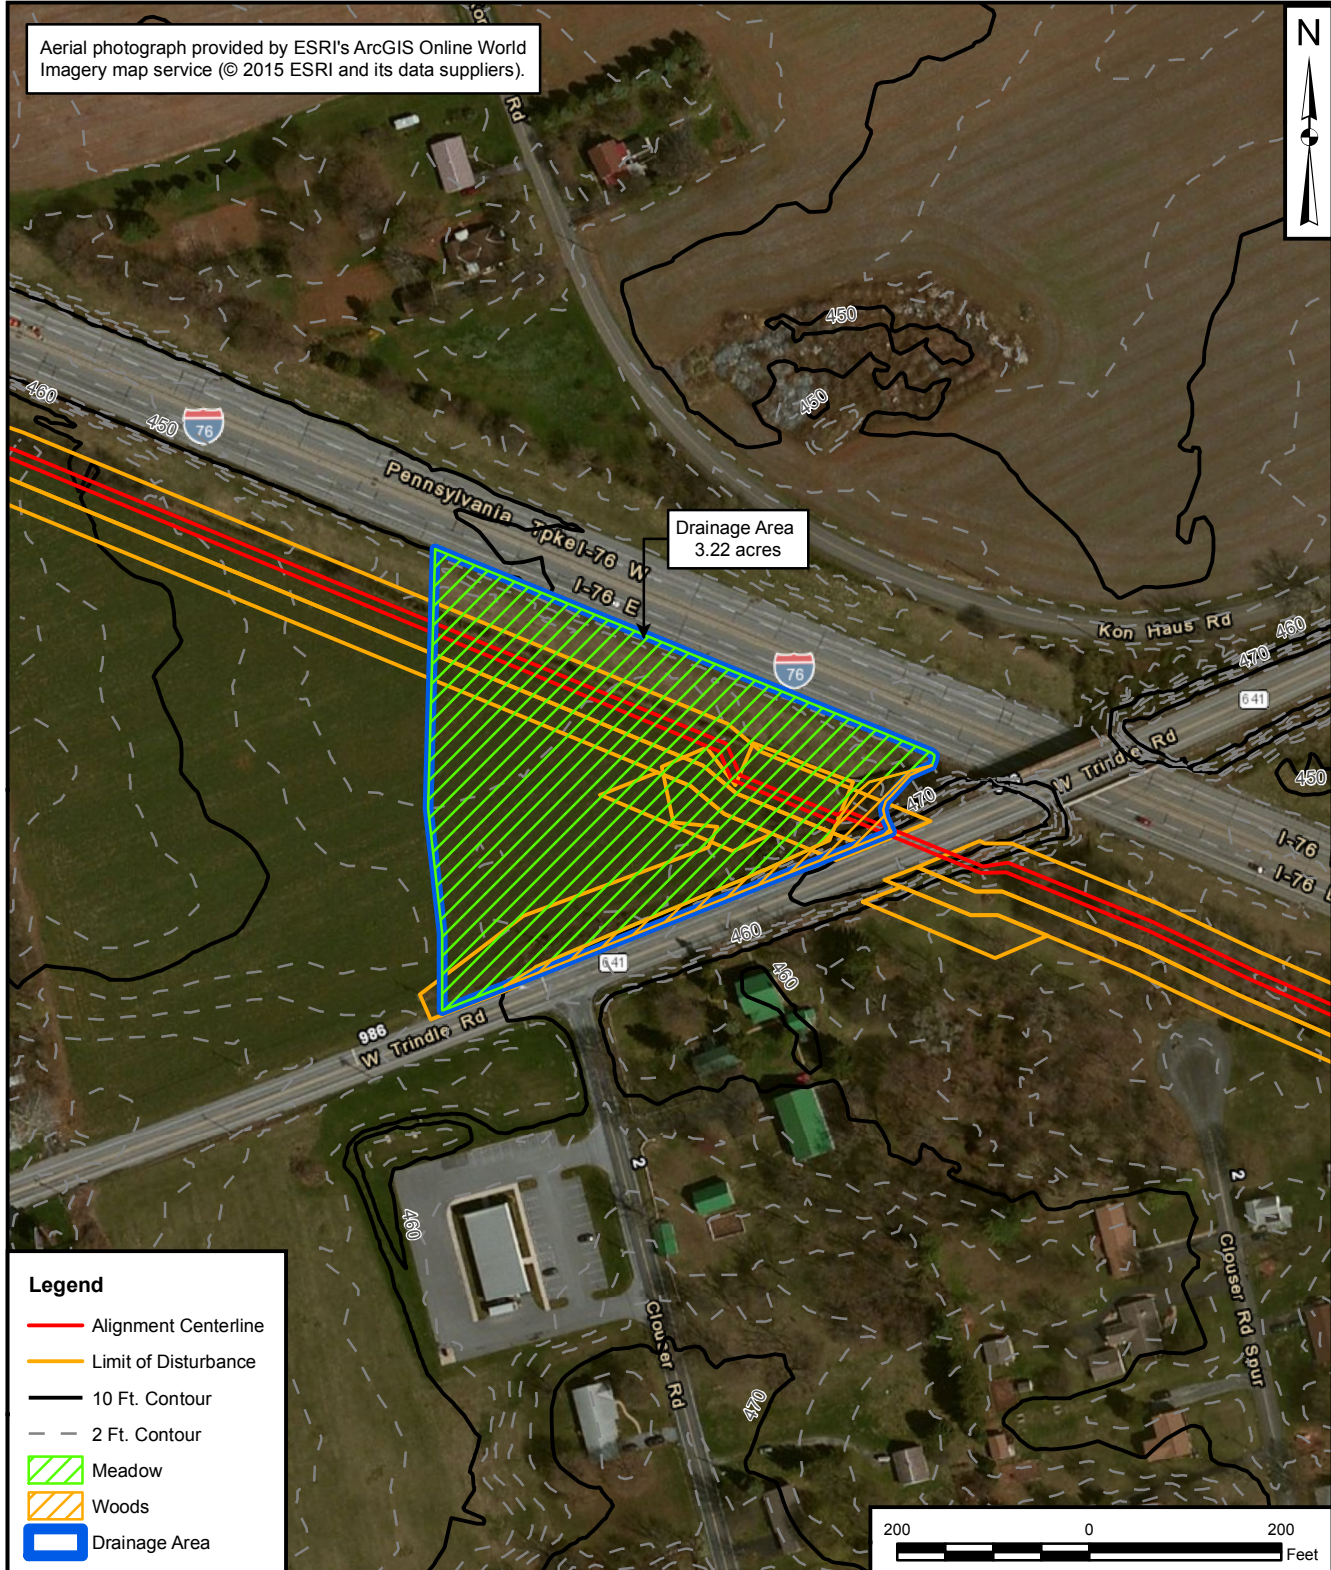 Aerial photograph provided by ESRI's ArcGIS Online World
Imagery map service (© 2015 ESRI and its data suppliers).
N
Rd
450
450
460
450
76
Pennsylvania Tpke I-76 W
I-76 E
Drainage Area
3.22 acres
76
Kon Haus Rd
460
470
641
W Trindle Rd
450
470
I-76
I-76 E
460
641
460
986
W Trindle Rd
2
2
460
Clouser Rd
Clouser Rd Spur
470
Legend
Alignment Centerline
Limit of Disturbance
10 Ft. Contour
2 Ft. Contour
Meadow
Woods
Drainage Area
200 0 200
Feet